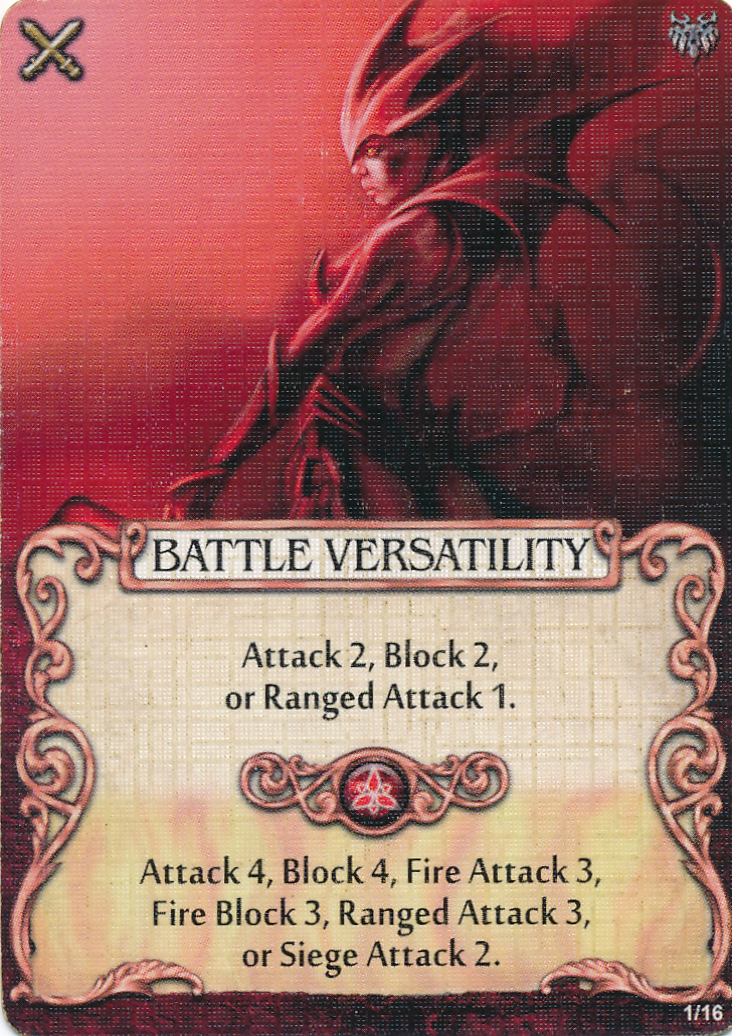 BATTLE VERSATILITY
Attack 2, Block 2,
or Ranged Attack 1.
Attack 4, Block 4, Fire Attack 3,
Fire Block 3, Ranged Attack 3,
or Siege Attack 2.
1/16